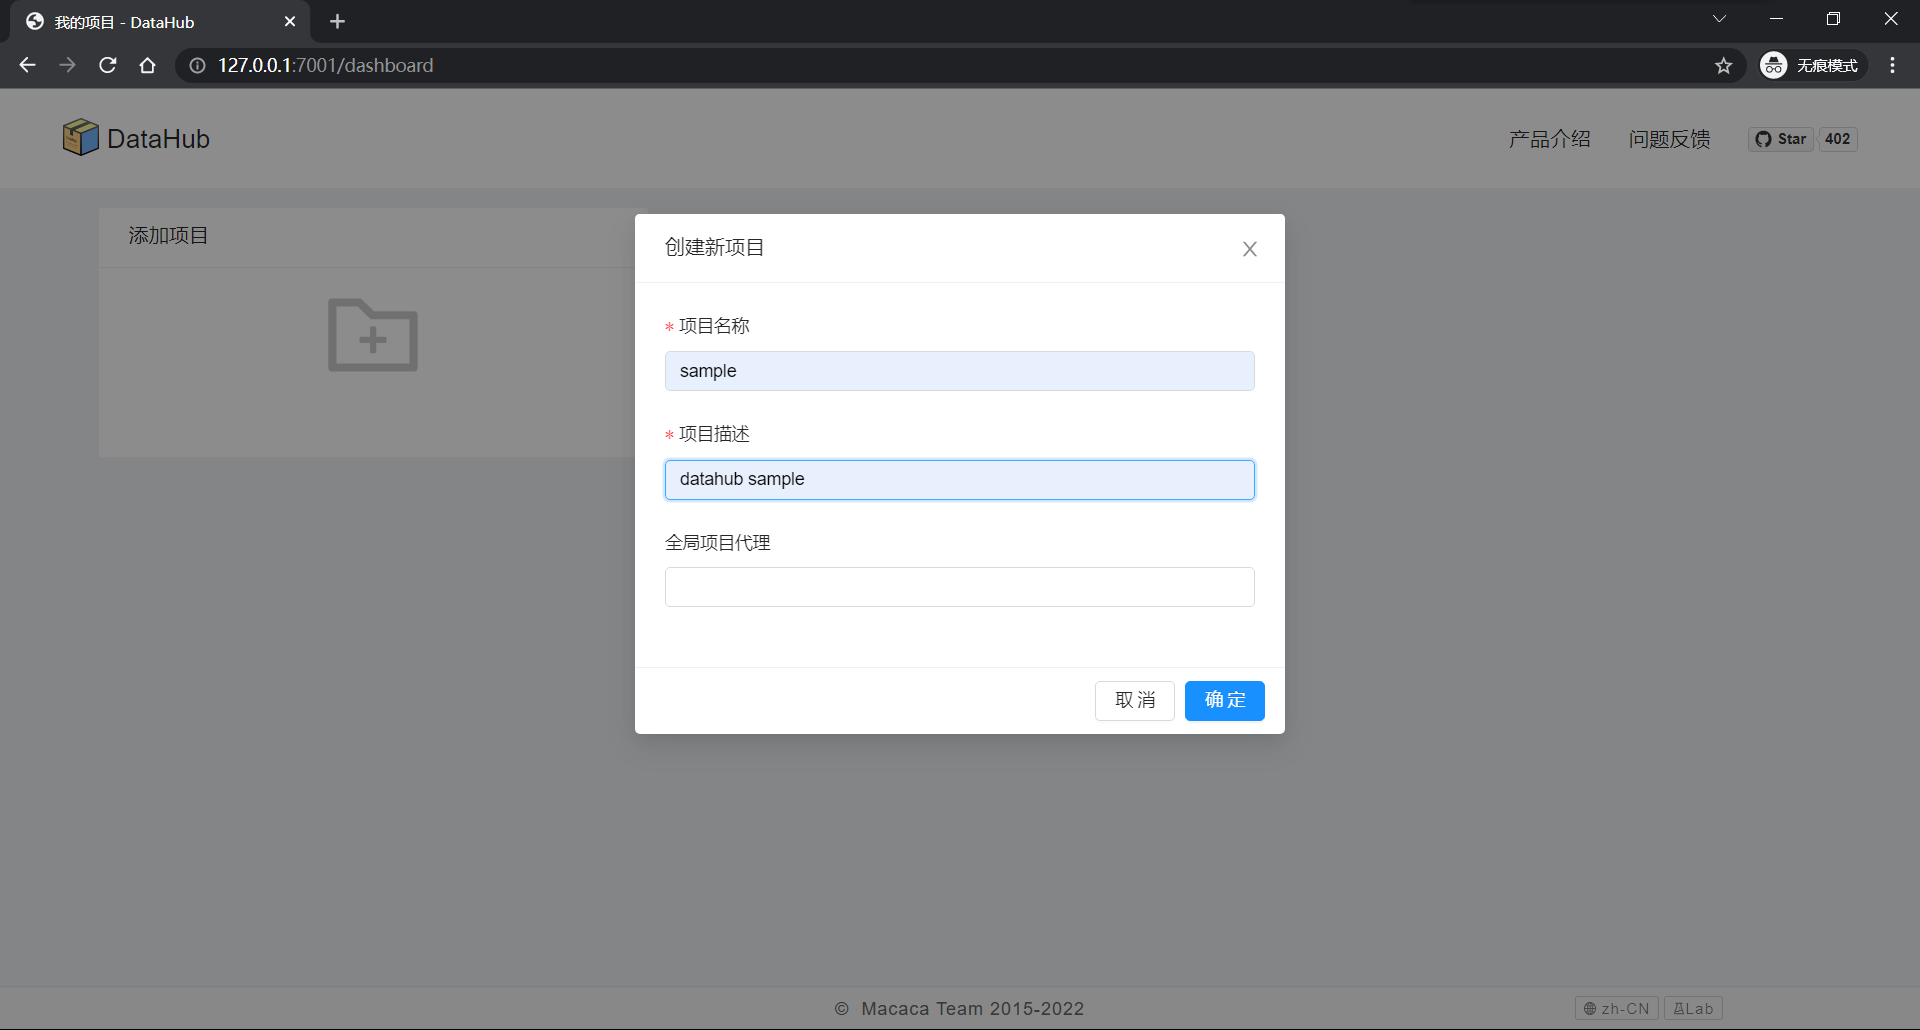 我的项目 - DataHub
127.0.0.1:7001/dashboard
无痕模式
DataHub
产品介绍
问题反馈
Star
402
添加项目
创建新项目
* 项目名称
sample
* 项目描述
datahub sample
全局项目代理
取 消
确 定
© Macaca Team 2015-2022
zh-CN
Lab